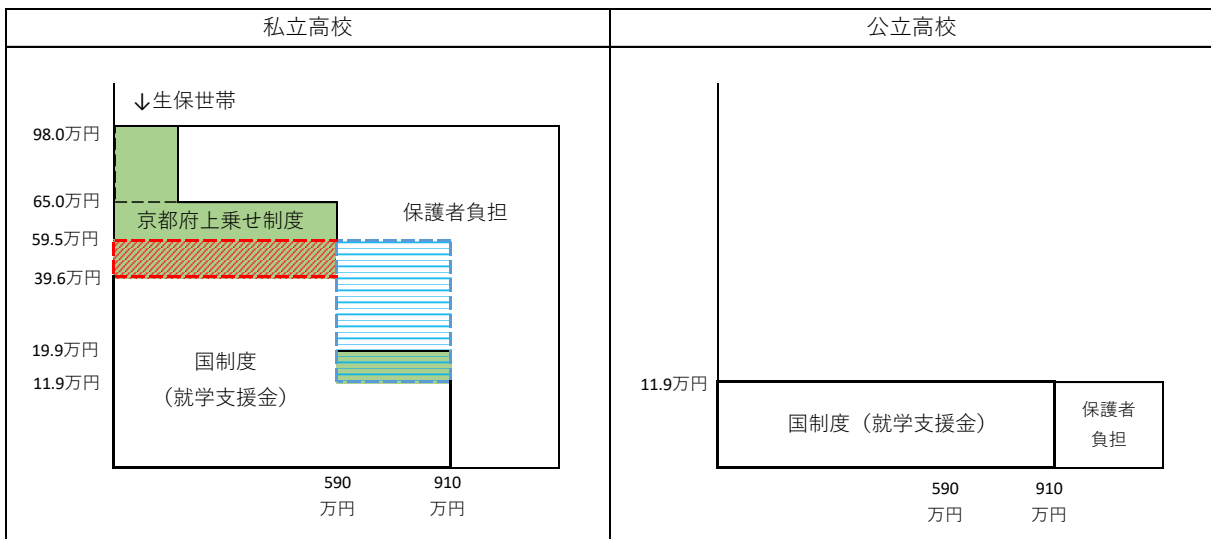 私立高校
公立高校
↓生保世帯
98.0万円
65.0万円
京都府上乗せ制度
保護者負担
59.5万円
39.6万円
19.9万円
国制度
11.9万円
（就学支援金）
590
万円
910
万円
11.9万円
国制度（就学支援金）
保護者
負担
590
万円
910
万円